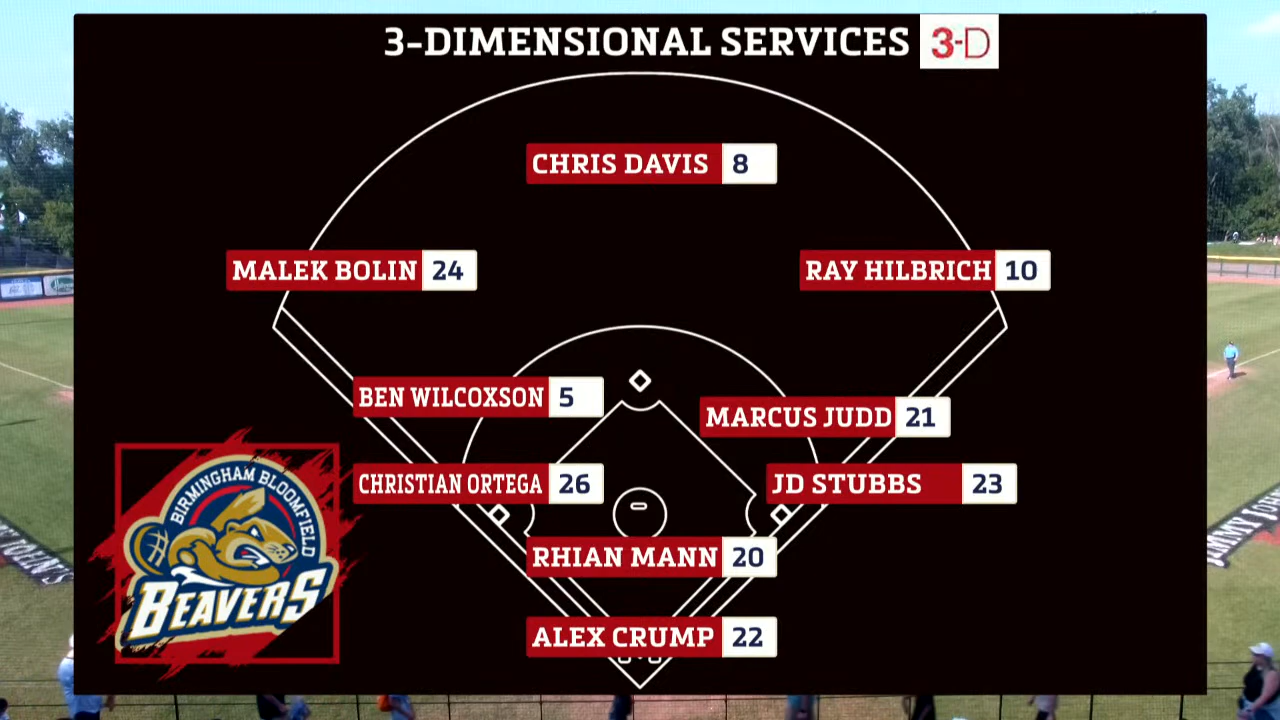 3-DIMENSIONAL SERVICES 3-D
CHRIS DAVIS 8
MALEK BOLIN 24
RAY HILBRICH 10
BEN WILCOXSON 5
MARCUS JUDD 21
CHRISTIAN ORTEGA 26
JD STUBBS 23
RHIAN MANN 20
ALEX CRUMP 22
BIRMINGHAM BLOOMFIELD
BEAVERS